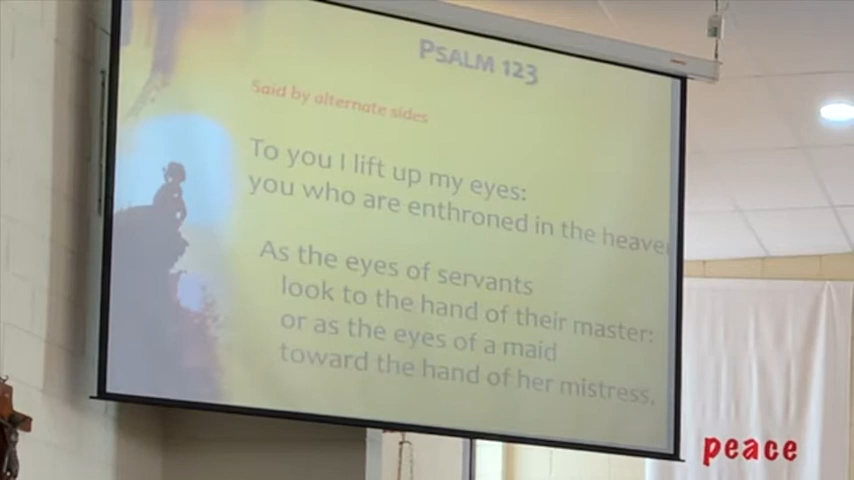 PSALM 123
Said by alternate sides
To you I lift up my eyes:
you who are enthroned in the heave
As the eyes of servants
look to the hand of their master:
or as the eyes of a maid
toward the hand of her mistress,
peace